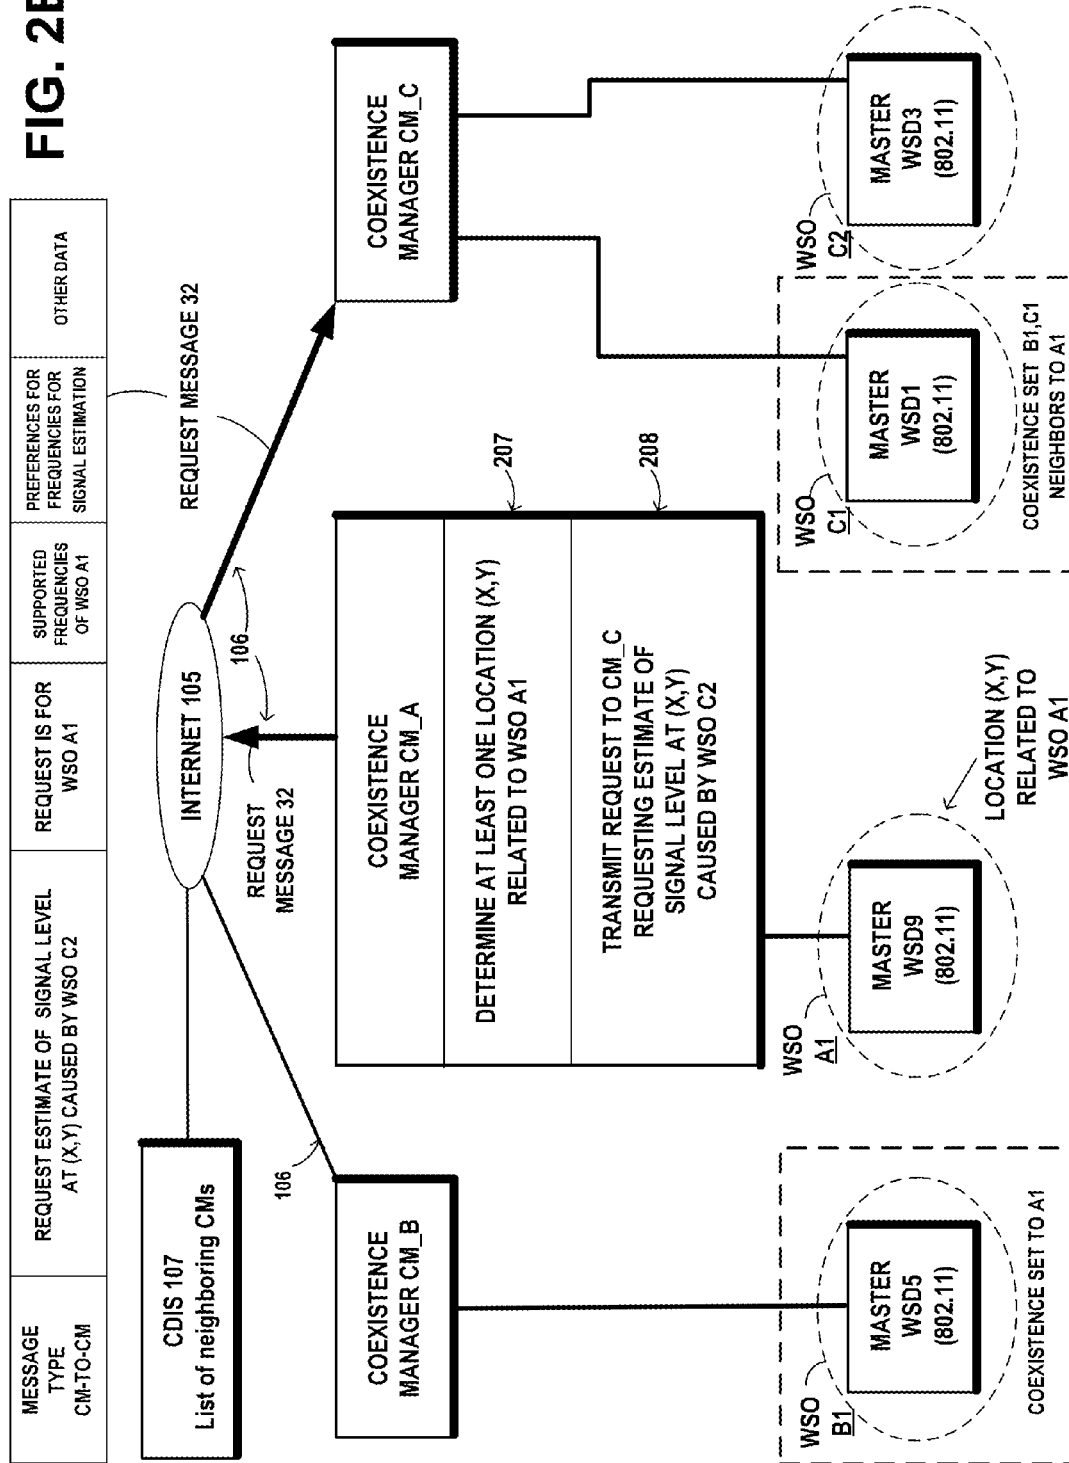 FIG. 2B
MESSAGE
TYPE
CM-TO-CM
REQUEST ESTIMATE OF SIGNAL LEVEL
AT (X,Y) CAUSED BY WSO C2
REQUEST IS FOR
WSO A1
SUPPORTED
FREQUENCIES
OF WSO A1
PREFERENCES FOR
FREQUENCIES FOR
SIGNAL ESTIMATION
OTHER DATA
CDIS 107
List of neighboring CMs
INTERNET 105
REQUEST MESSAGE 32
106
106
REQUEST
MESSAGE 32
COEXISTENCE
MANAGER CM_B
COEXISTENCE
MANAGER CM_A
DETERMINE AT LEAST ONE LOCATION (X,Y)
RELATED TO WSO A1
207
TRANSMIT REQUEST TO CM_C
REQUESTING ESTIMATE OF
SIGNAL LEVEL AT (X,Y)
CAUSED BY WSO C2
208
COEXISTENCE
MANAGER CM_C
WSO
B1
MASTER
WSD5
(802.11)
COEXISTENCE SET TO A1
WSO
A1
MASTER
WSD9
(802.11)
LOCATION (X,Y)
RELATED TO
WSO A1
WSO
C1
MASTER
WSD1
(802.11)
COEXISTENCE SET B1,C1
NEIGHBORS TO A1
WSO
C2
MASTER
WSD3
(802.11)